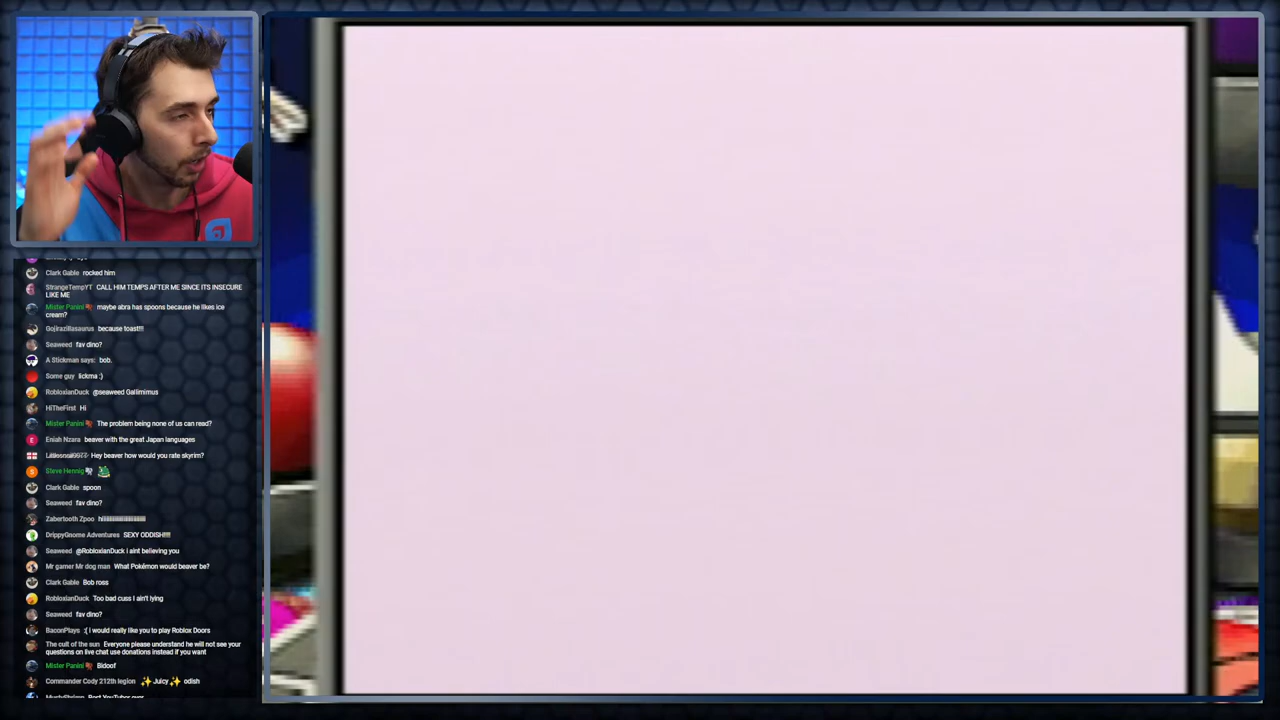 Clark Gable rocked him
StrangeTempYT CALL HIM TEMPS AFTER ME SINCE ITS INSECURE
LIKE ME
Mister Panini maybe abra has spoons because he likes ice
cream?
Gojirazillasaurus because toast!!!
Seaweed fav dino?
A Stickman says: bob.
Some guy lickma :)
RobloxianDuck @seaweed Gallimimus
HiTheFirst Hi
Mister Panini The problem being none of us can read?
Eniah Nzara beaver with the great Japan languages
Hey beaver how would you rate skyrim?
Steve Hennig
Clark Gable spoon
Seaweed fav dino?
Zabertooth Zpoo
DrippyGnome Adventures SEXY ODDISH!!!!
Seaweed @RobloxianDuck i aint believing you
Mr gamer Mr dog man What Pokémon would beaver be?
Clark Gable Bob ross
RobloxianDuck Too bad cuss I ain't lying
Seaweed fav dino?
BaconPlays :( i would really like you to play Roblox Doors
The cult of the sun Everyone please understand he will not see your
questions on live chat use donations instead if you want
Mister Panini Bidoof
Commander Cody 212th legion ✨Juicy✨ odish